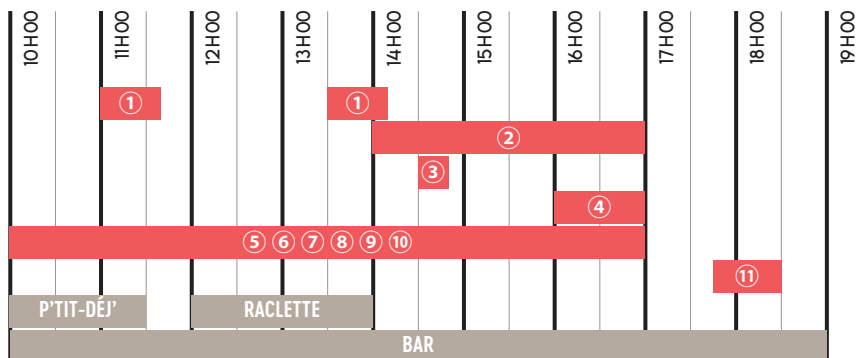 10H00 11H00 12H00 13H00 14H00 15H00 16H00 17H00 18H00 19H00
① ①
②
③
④
⑤ ⑥ ⑦ ⑧ ⑨ ⑩
⑪
P'TIT-DÉJ' RACLETTE
BAR